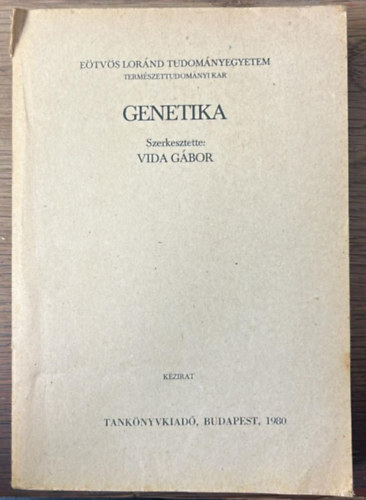 EÖTVÖS LORÁND TUDOMÁNYEGYETEM
TERMÉSZETTUDOMÁNYI KAR
GENETIKA
Szerkesztette:
VIDA GÁBOR
KÉZIRAT
TANKÖNYVKIADÓ, BUDAPEST, 1980